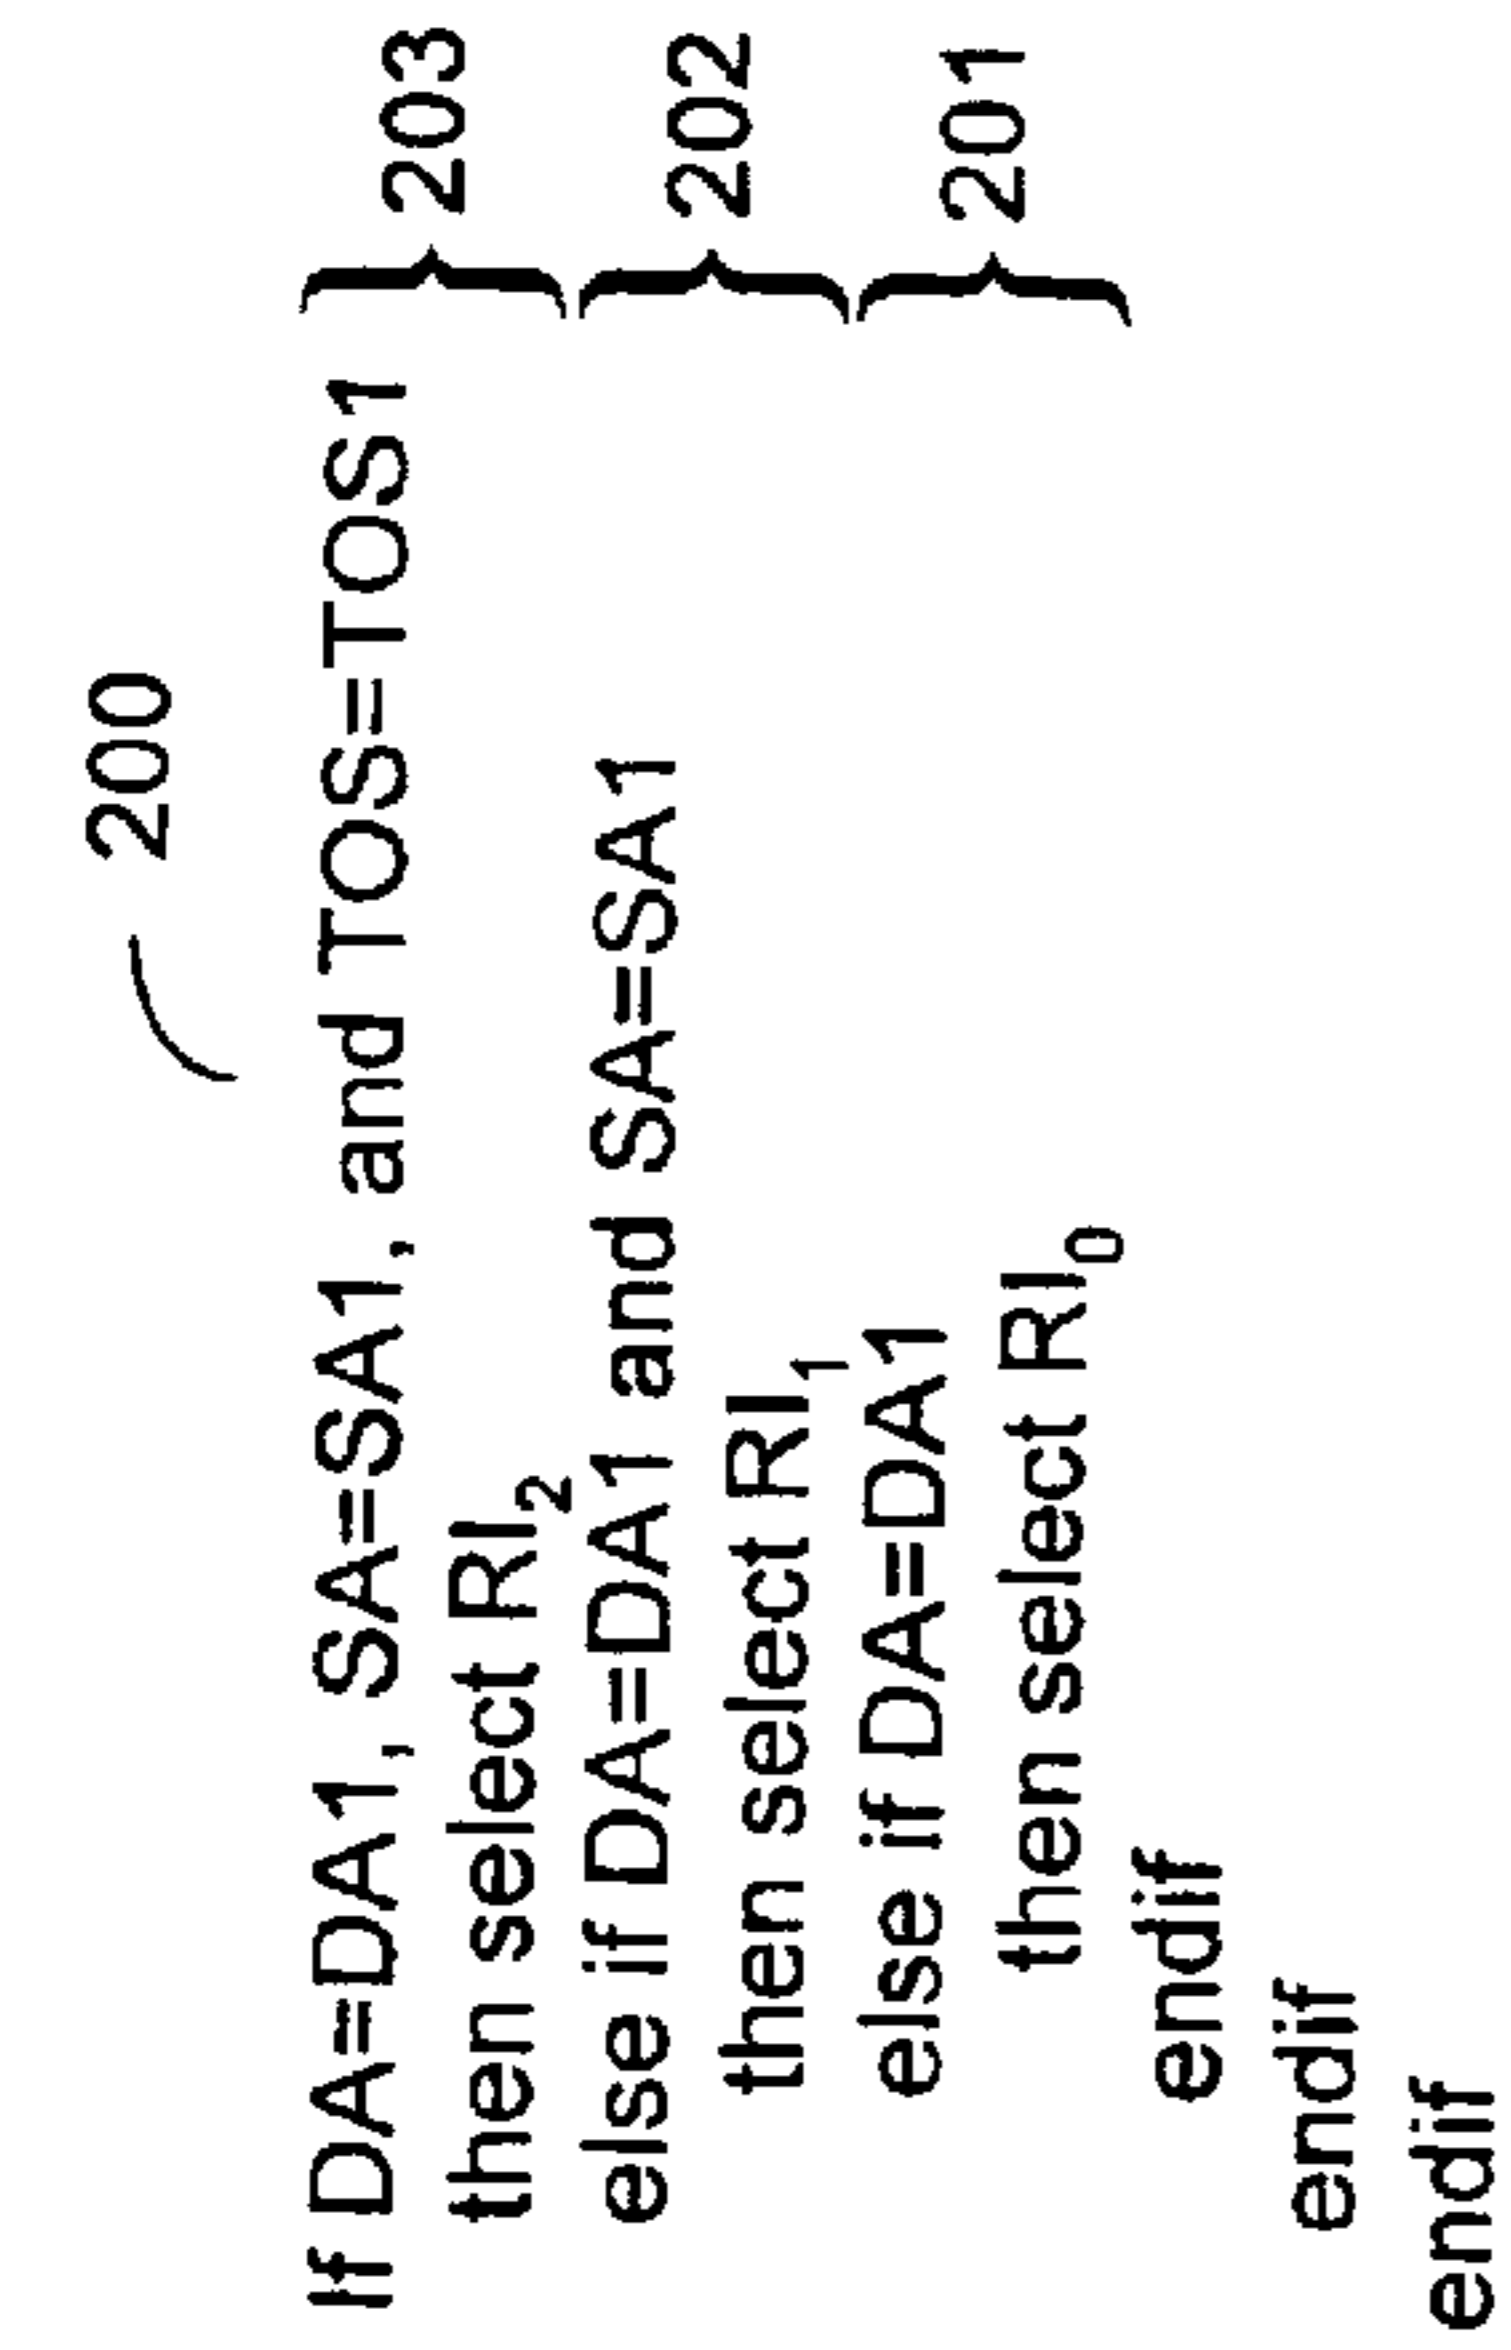 200
If DA=DA1, SA=SA1, and TOS=TOS1
then select RI2
203
else if DA=DA1 and SA=SA1
then select RI1
202
else if DA=DA1
then select RI0
201
endif
endif
endif